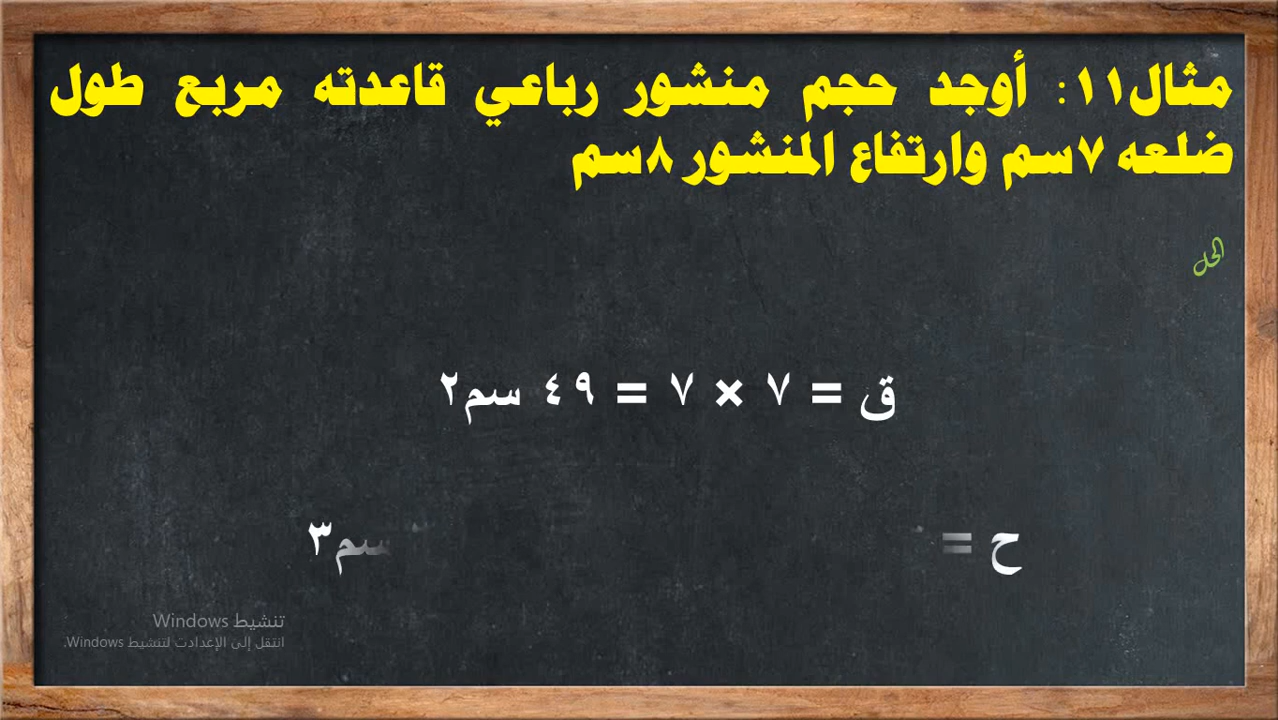 مثال١١: أوجد حجم منشور رباعي قاعدته مربع طول
ضلعه ٧سم وارتفاع المنشور ٨سم
الحل
ق = ٧ × ٧ = ٤٩ سم٢
ح = سم٣
تنشيط Windows
انتقل إلى الإعدادات لتنشيط Windows.